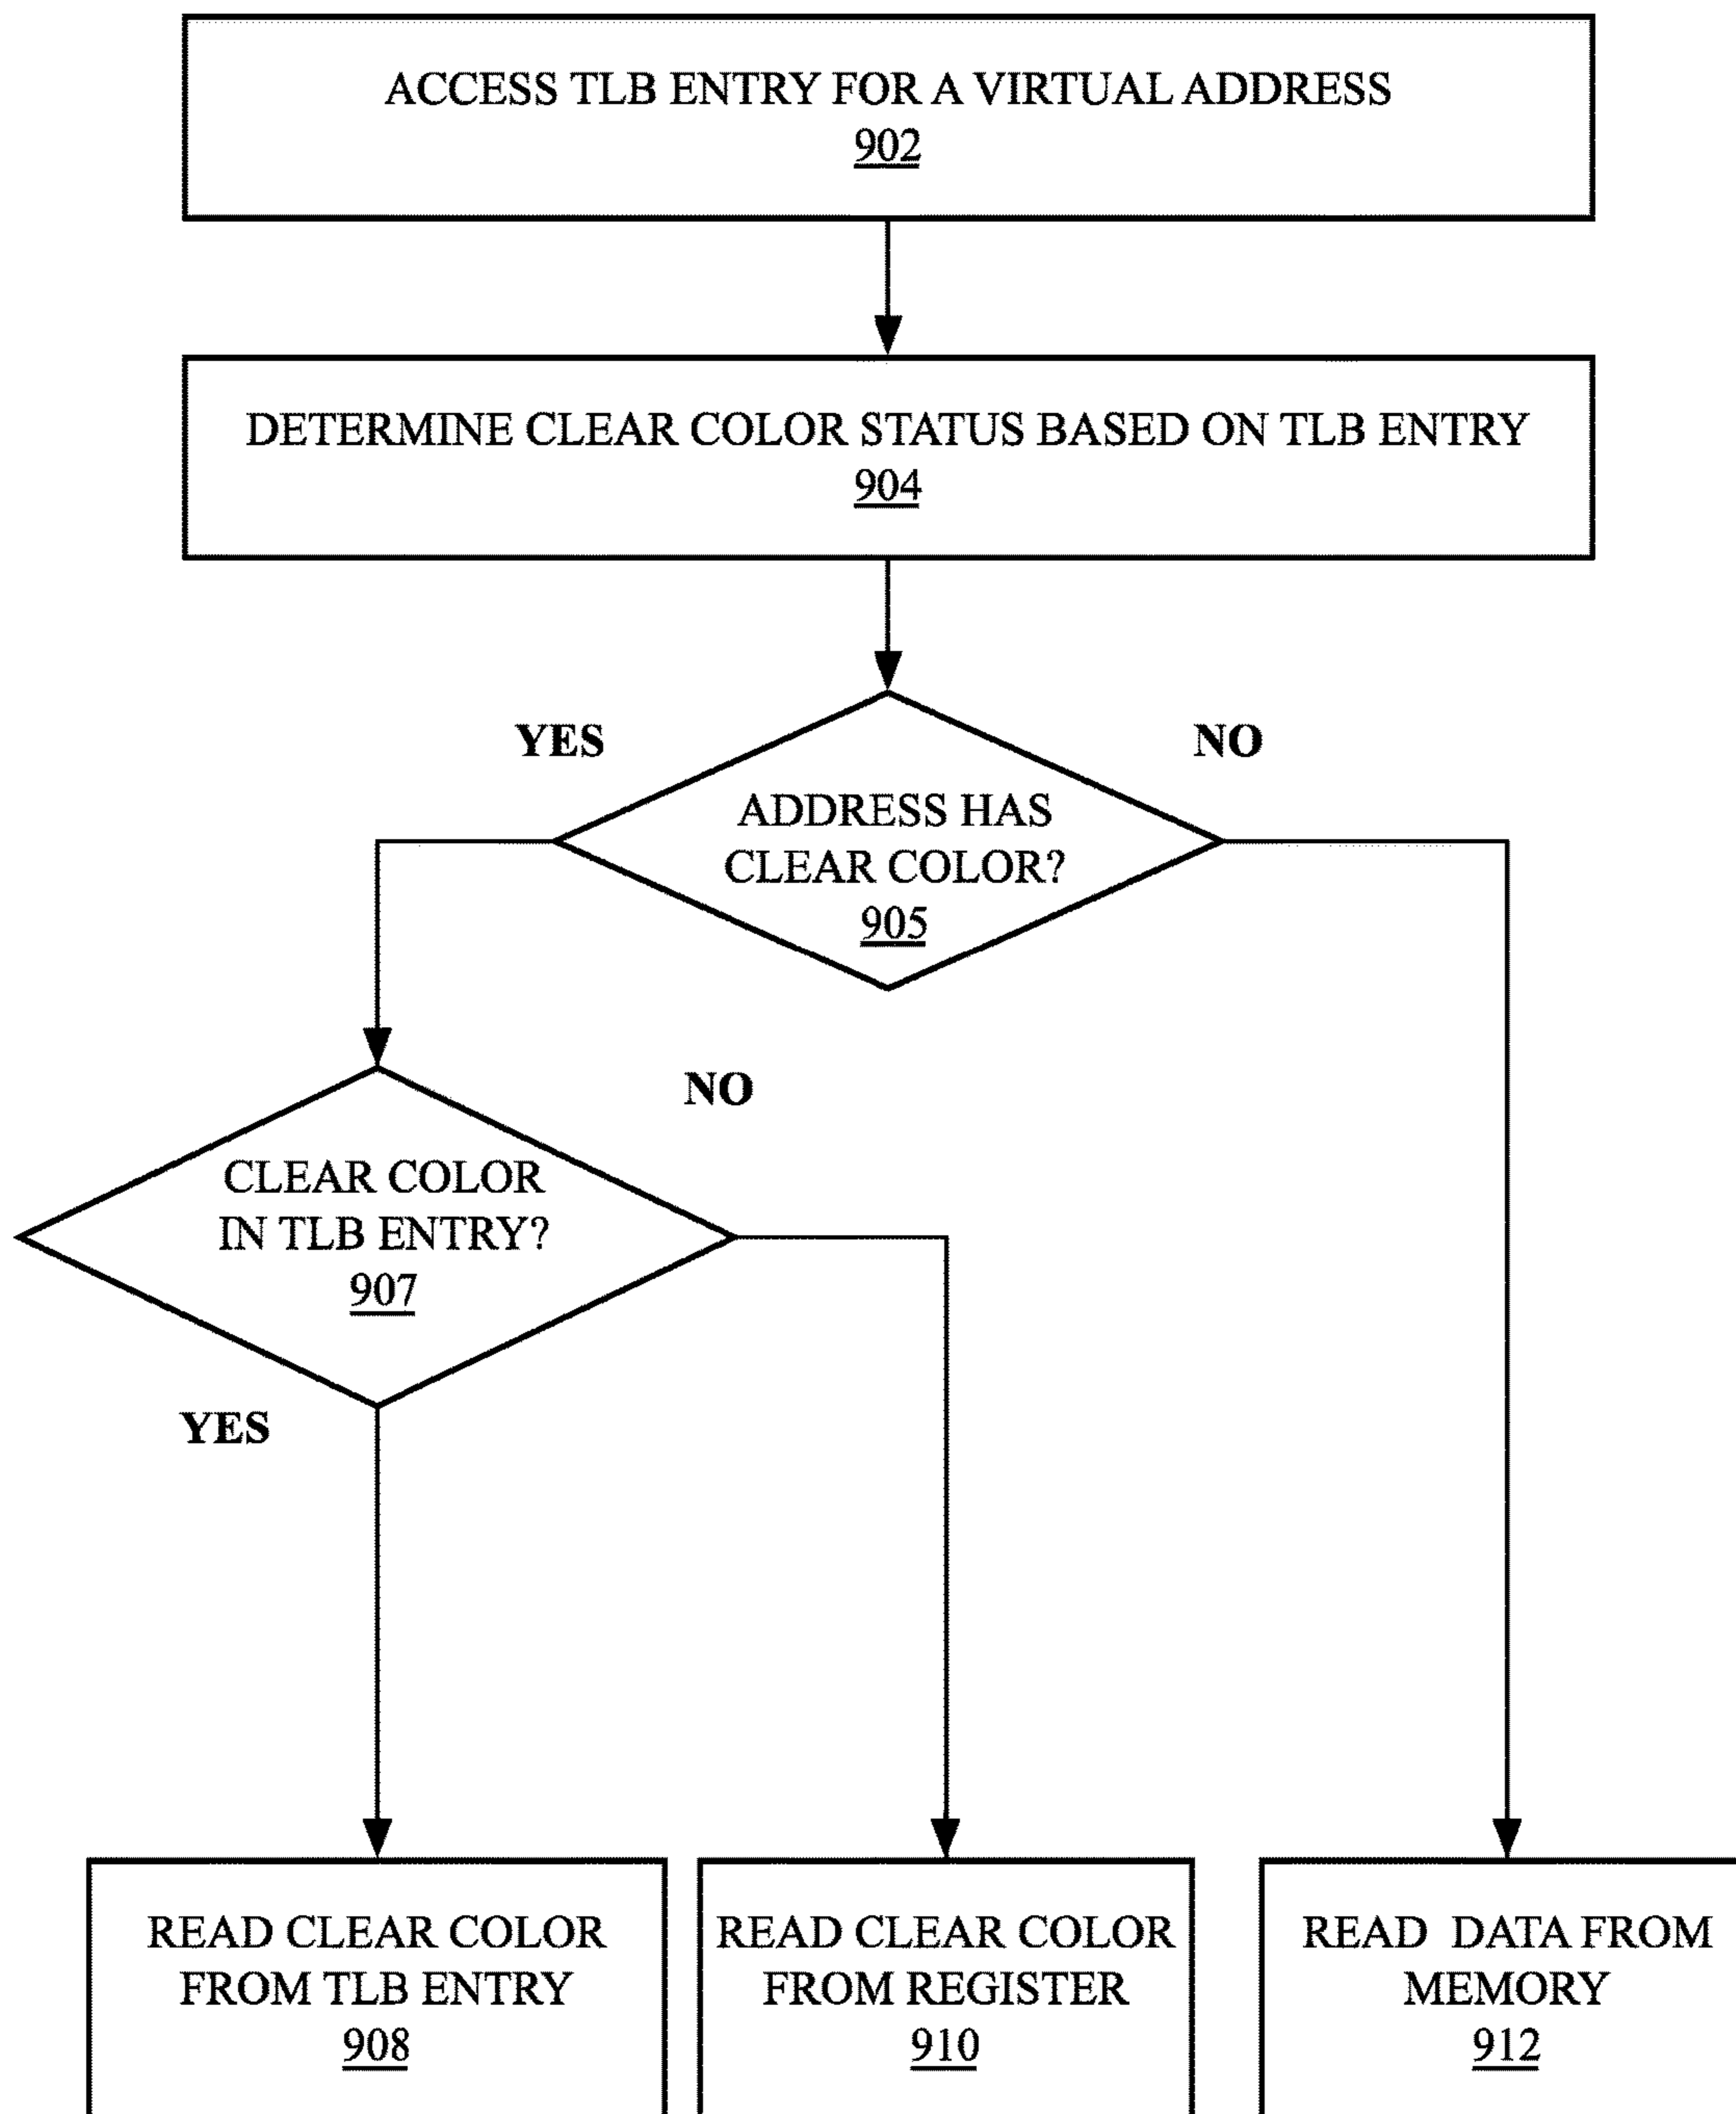 ACCESS TLB ENTRY FOR A VIRTUAL ADDRESS
902
DETERMINE CLEAR COLOR STATUS BASED ON TLB ENTRY
904
YES
NO
ADDRESS HAS
CLEAR COLOR?
905
NO
CLEAR COLOR
IN TLB ENTRY?
907
YES
READ CLEAR COLOR
FROM TLB ENTRY
908
READ CLEAR COLOR
FROM REGISTER
910
READ DATA FROM
MEMORY
912